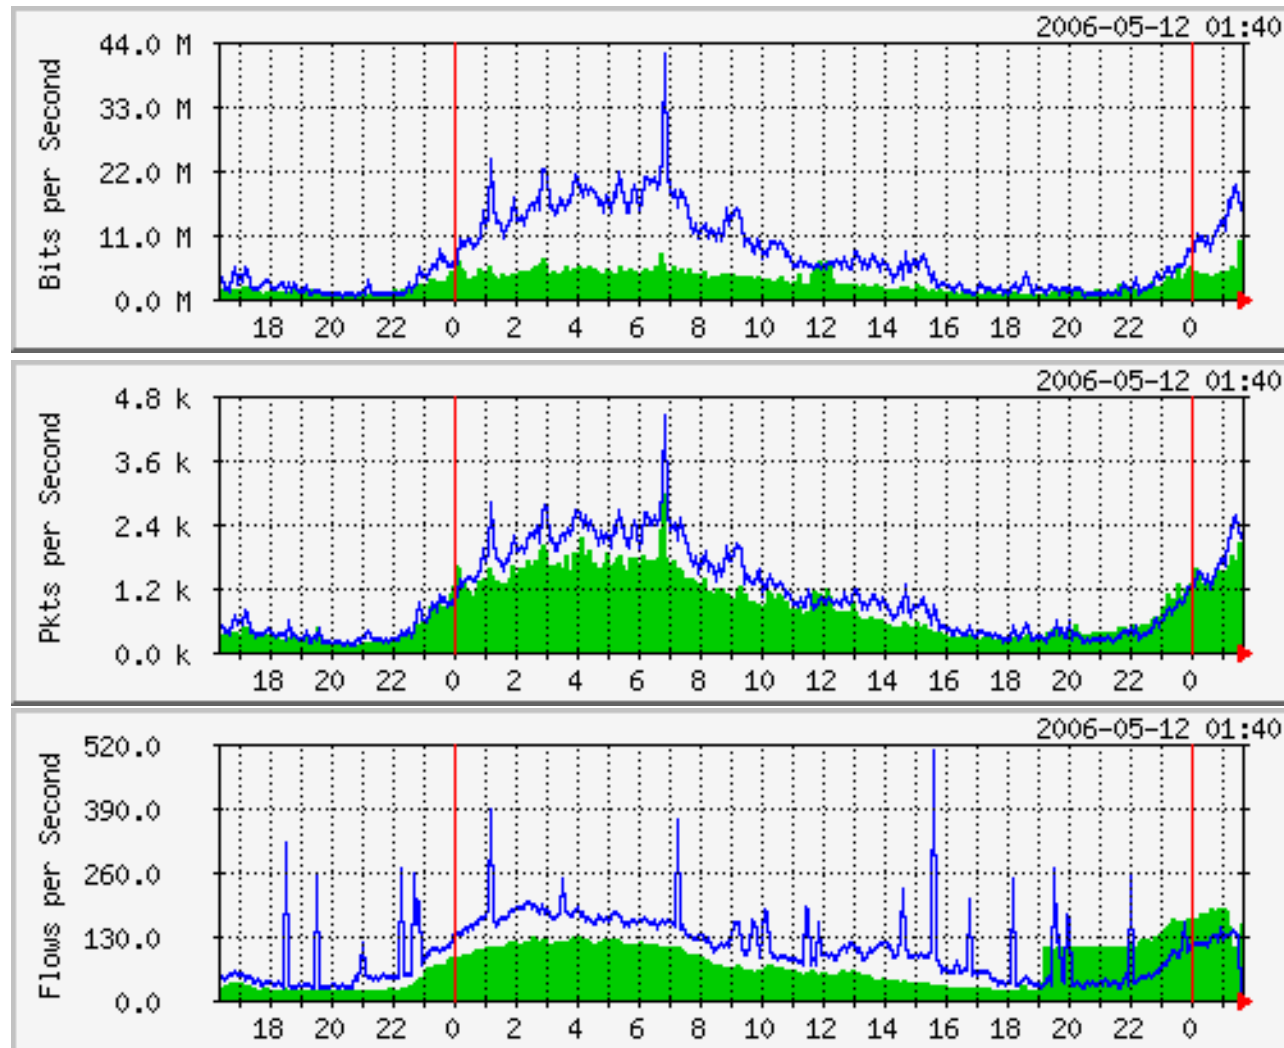 2006-05-12 01:40
Bits per Second
44.0 M
33.0 M
22.0 M
11.0 M
0.0 M
18 20 22 0 2 4 6 8 10 12 14 16 18 20 22 0
2006-05-12 01:40
Pkts per Second
4.8 k
3.6 k
2.4 k
1.2 k
0.0 k
18 20 22 0 2 4 6 8 10 12 14 16 18 20 22 0
2006-05-12 01:40
Flows per Second
520.0
390.0
260.0
130.0
0.0
18 20 22 0 2 4 6 8 10 12 14 16 18 20 22 0